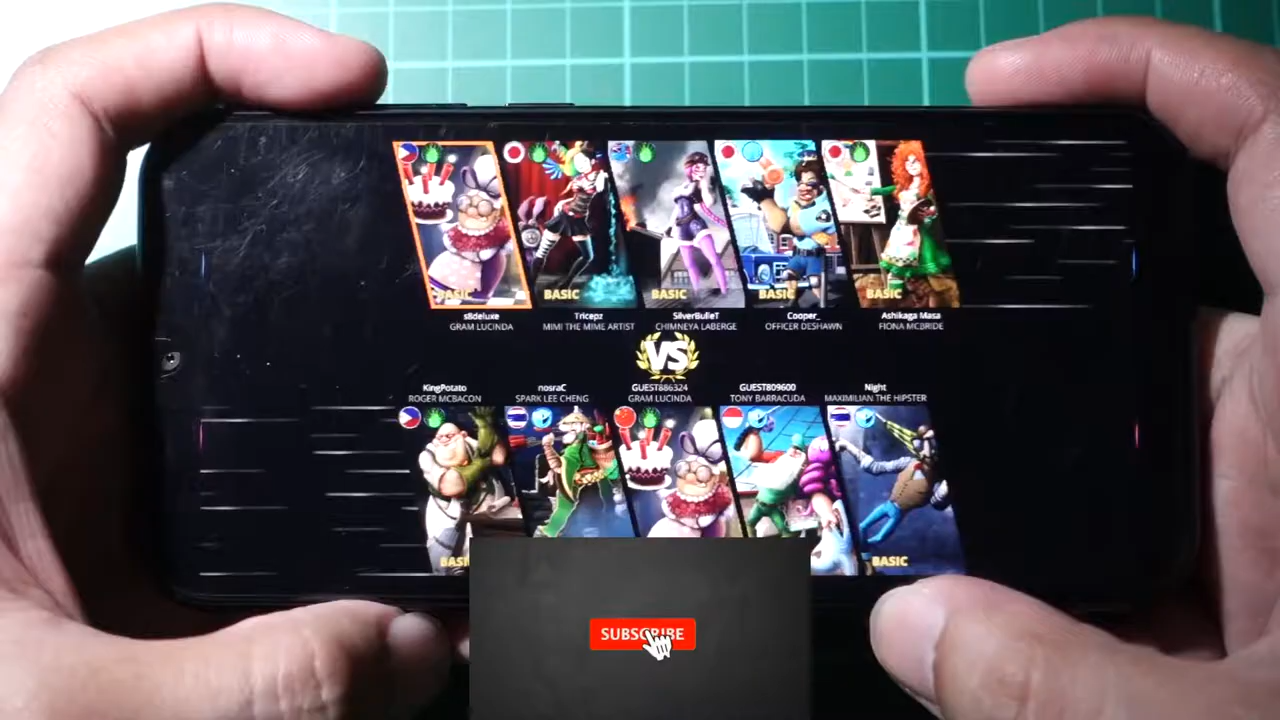 BASIC BASIC BASIC BASIC BASIC
s8deluxe Tricepz SilverBulleT Cooper_ Ashikaga Masa
GRAM LUCINDA MIMI THE MIME ARTIST CHIMNEYA LABERGE OFFICER DESHAWN FIONA MCBRIDE
VS
KingPotato nosraC GUEST886324 GUEST809600 Night
ROGER MCBACON SPARK LEE CHENG GRAM LUCINDA TONY BARRACUDA MAXIMILIAN THE HIPSTER
BASIC BASIC
SUBSCRIBE